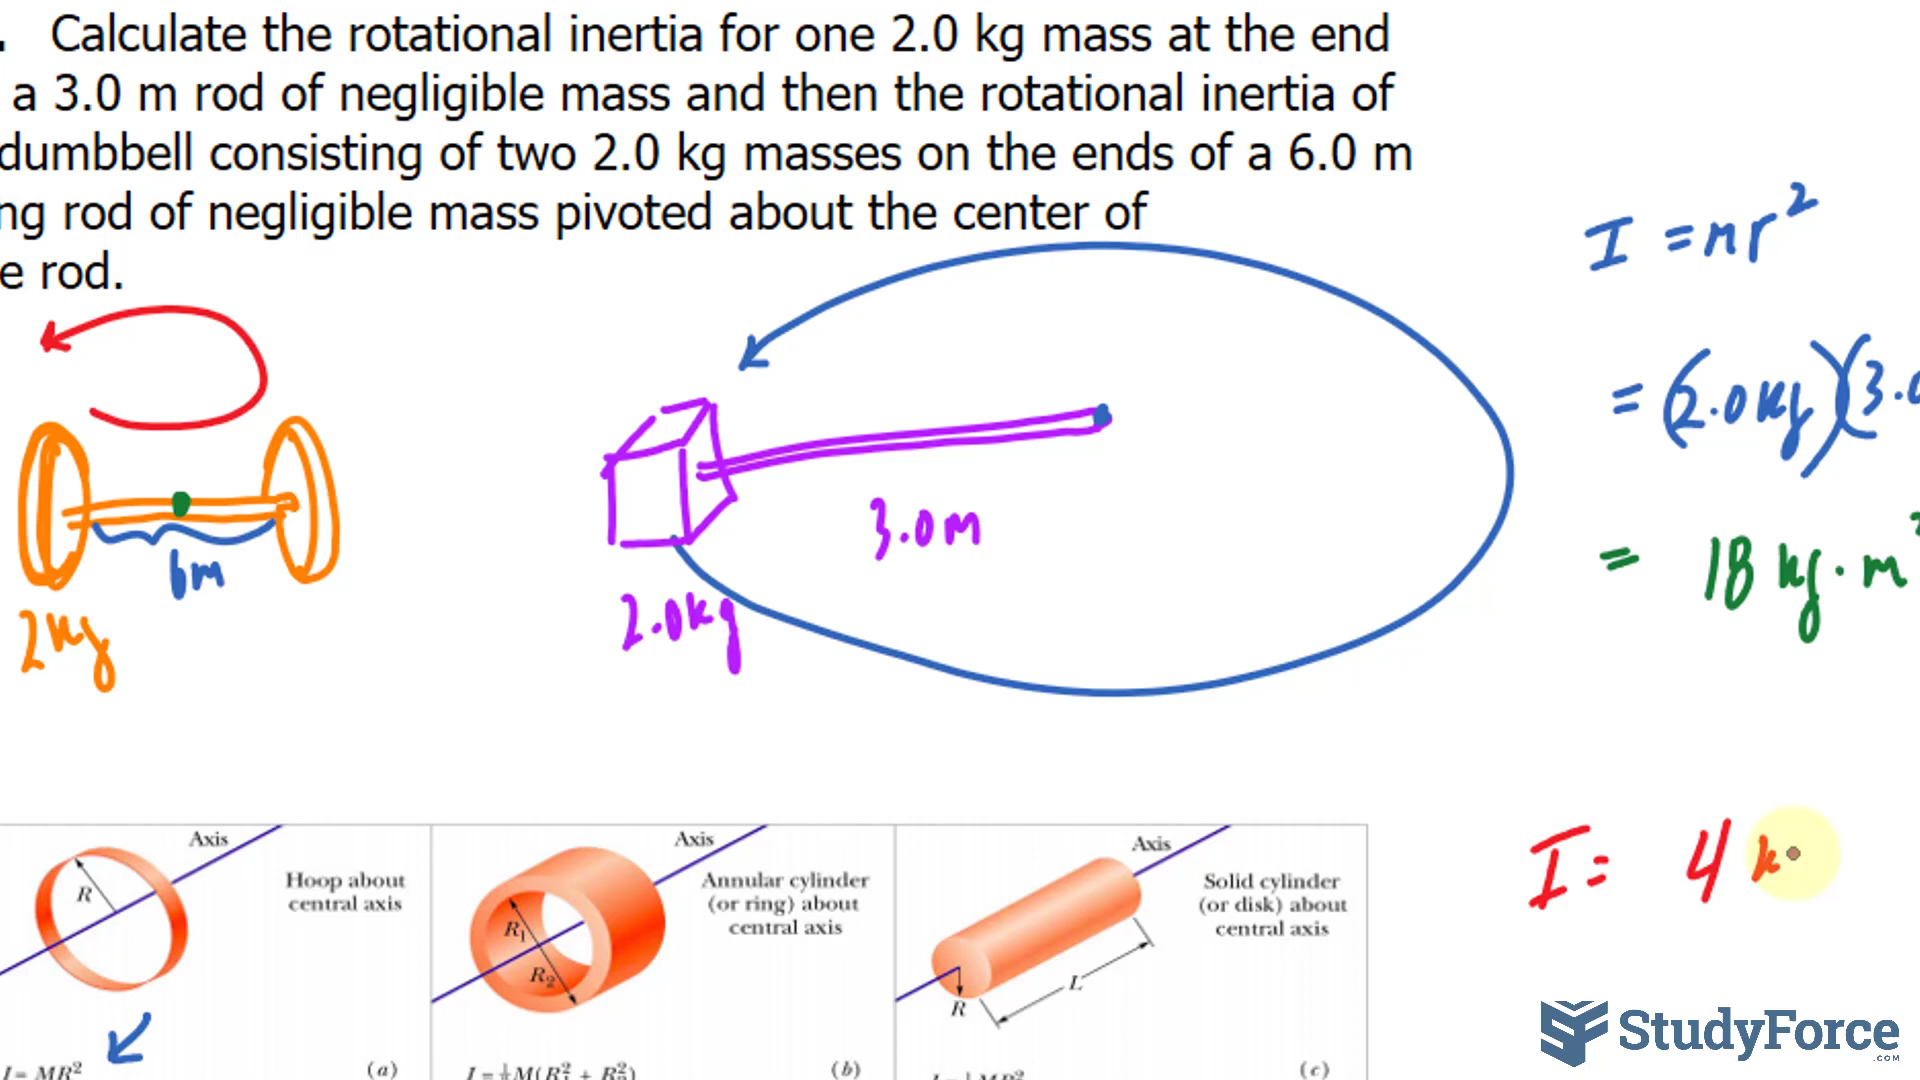 . Calculate the rotational inertia for one 2.0 kg mass at the end
a 3.0 m rod of negligible mass and then the rotational inertia of
dumbbell consisting of two 2.0 kg masses on the ends of a 6.0 m
ng rod of negligible mass pivoted about the center of
e rod.
I = mr²
= (2.0kg)(3.0
= 18 kg·m²
6m
2kg
3.0m
2.0kg
I = 4 k
Axis
R
Hoop about
central axis
I = MR²
(a)
Axis
R₁
R₂
Annular cylinder
(or ring) about
central axis
(b)
Axis
R
L
Solid cylinder
(or disk) about
central axis
(c)
StudyForce
.COM